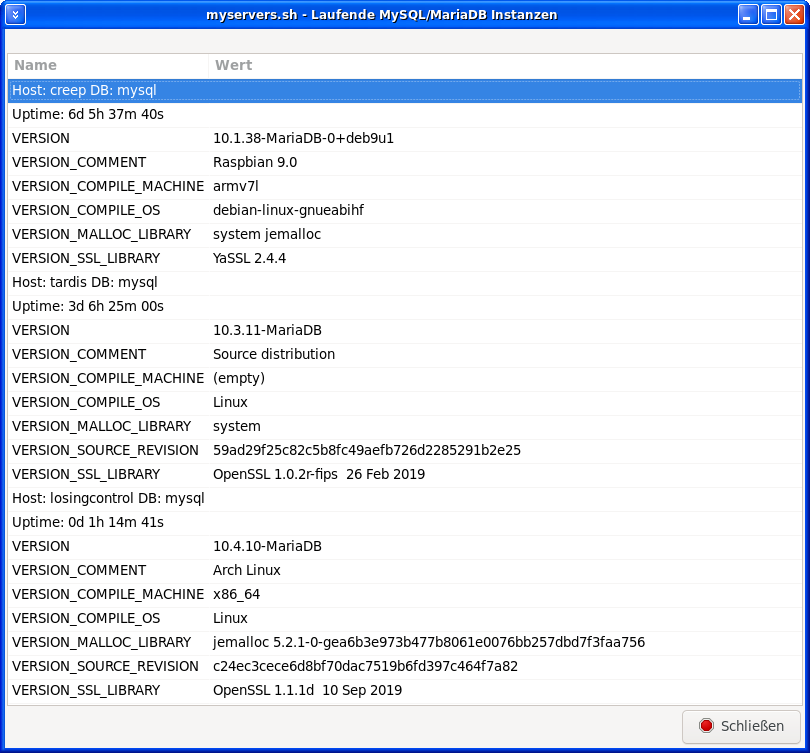 myservers.sh - Laufende MySQL/MariaDB Instanzen
Name Wert
Host: creep DB: mysql
Uptime: 6d 5h 37m 40s
VERSION 10.1.38-MariaDB-0+deb9u1
VERSION_COMMENT Raspbian 9.0
VERSION_COMPILE_MACHINE armv7l
VERSION_COMPILE_OS debian-linux-gnueabihf
VERSION_MALLOC_LIBRARY system jemalloc
VERSION_SSL_LIBRARY YaSSL 2.4.4
Host: tardis DB: mysql
Uptime: 3d 6h 25m 00s
VERSION 10.3.11-MariaDB
VERSION_COMMENT Source distribution
VERSION_COMPILE_MACHINE (empty)
VERSION_COMPILE_OS Linux
VERSION_MALLOC_LIBRARY system
VERSION_SOURCE_REVISION 59ad29f25c82c5b8fc49aefb726d2285291b2e25
VERSION_SSL_LIBRARY OpenSSL 1.0.2r-fips  26 Feb 2019
Host: losingcontrol DB: mysql
Uptime: 0d 1h 14m 41s
VERSION 10.4.10-MariaDB
VERSION_COMMENT Arch Linux
VERSION_COMPILE_MACHINE x86_64
VERSION_COMPILE_OS Linux
VERSION_MALLOC_LIBRARY jemalloc 5.2.1-0-gea6b3e973b477b8061e0076bb257dbd7f3faa756
VERSION_SOURCE_REVISION c24ec3cece6d8bf70dac7519b6fd397c464f7a82
VERSION_SSL_LIBRARY OpenSSL 1.1.1d  10 Sep 2019
Schließen